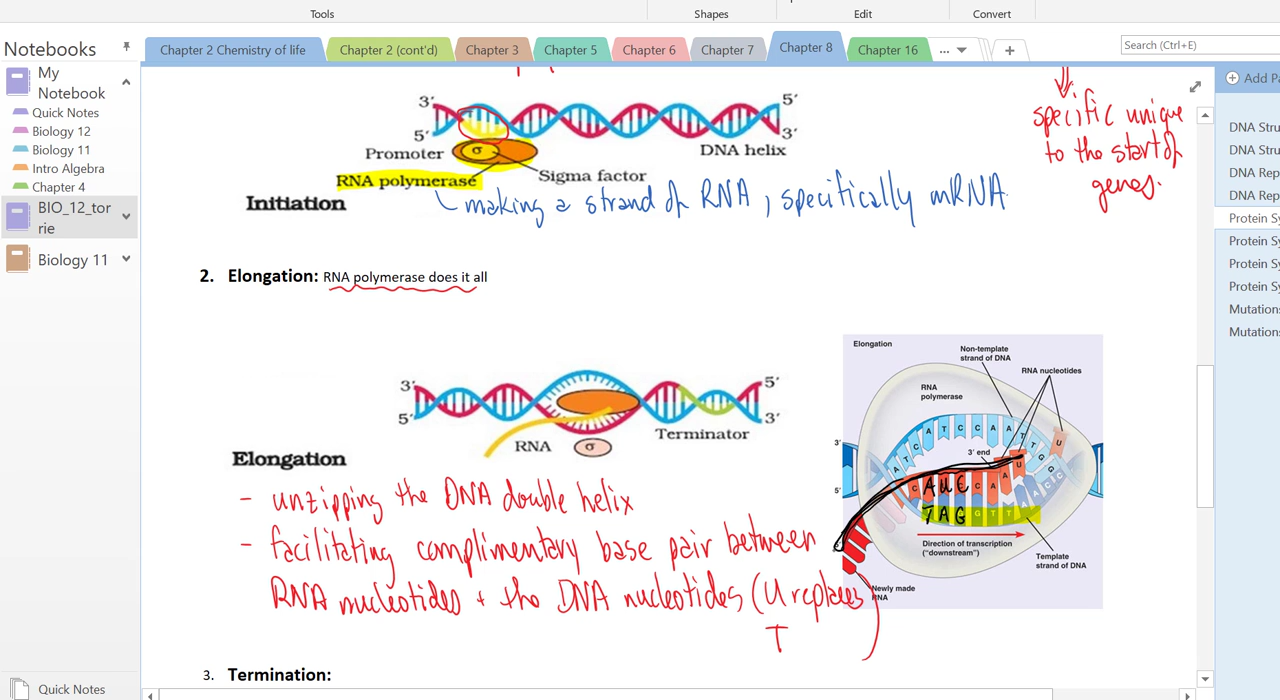 Tools
Shapes
Edit
Convert
Notebooks
Chapter 2 Chemistry of life
Chapter 2 (cont'd)
Chapter 3
Chapter 5
Chapter 6
Chapter 7
Chapter 8
Chapter 16
...
Search (Ctrl+E)
My
Notebook
Quick Notes
Biology 12
Biology 11
Intro Algebra
Chapter 4
BIO_12_tor
rie
Biology 11
Quick Notes
Add Pa
DNA Stru
DNA Stru
DNA Rep
DNA Rep
Protein Sy
Protein Sy
Protein Sy
Protein Sy
Mutation
Mutations
3′
5′
5′
3′
Promoter
σ
DNA helix
RNA polymerase
Sigma factor
Initiation
making a strand of RNA, specifically mRNA
specific unique
to the start of
genes.
2. Elongation: RNA polymerase does it all
3′
5′
5′
3′
RNA
σ
Terminator
Elongation
Elongation
Non-template
strand of DNA
RNA nucleotides
RNA
polymerase
A T C C A A T
3′ end
3′
5′
U
A U C C A U
T A G G T T
Direction of transcription
("downstream")
Template
strand of DNA
Newly made
RNA
- unzipping the DNA double helix
- facilitating complimentary base pair between
RNA nucleotides + the DNA nucleotides (U replaces
T)
3. Termination: